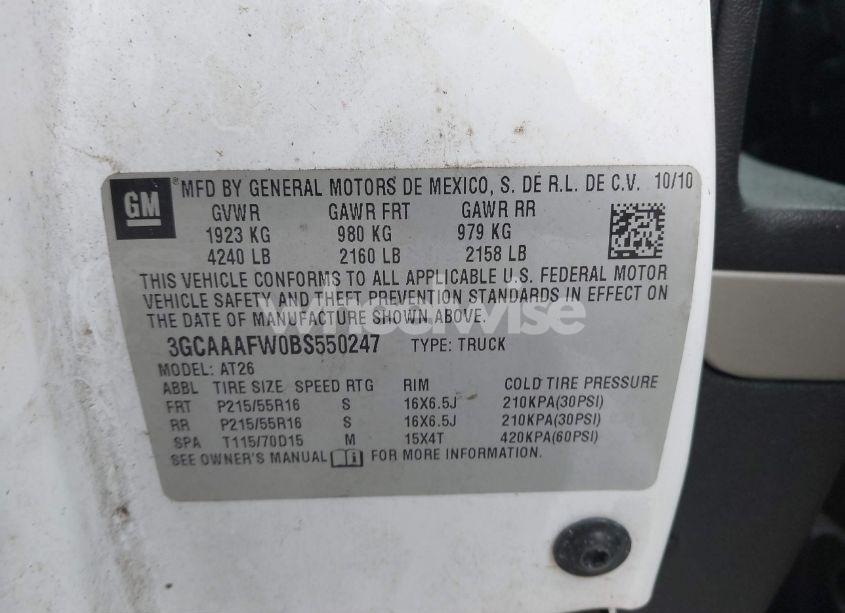 GM ® MFD BY GENERAL MOTORS DE MEXICO, S. DE R.L. DE C.V. 10/10
GVWR GAWR FRT GAWR RR
1923 KG 980 KG 979 KG
4240 LB 2160 LB 2158 LB
THIS VEHICLE CONFORMS TO ALL APPLICABLE U.S. FEDERAL MOTOR
VEHICLE SAFETY AND THEFT PREVENTION STANDARDS IN EFFECT ON
THE DATE OF MANUFACTURE SHOWN ABOVE.
wheelwise
3GCAAAFW0BS550247 TYPE: TRUCK
MODEL: AT26
ABBL TIRE SIZE SPEED RTG RIM COLD TIRE PRESSURE
FRT P215/55R16 S 16X6.5J 210KPA(30PSI)
RR P215/55R16 S 16X6.5J 210KPA(30PSI)
SPA T115/70D15 M 15X4T 420KPA(60PSI)
SEE OWNER'S MANUAL FOR MORE INFORMATION.